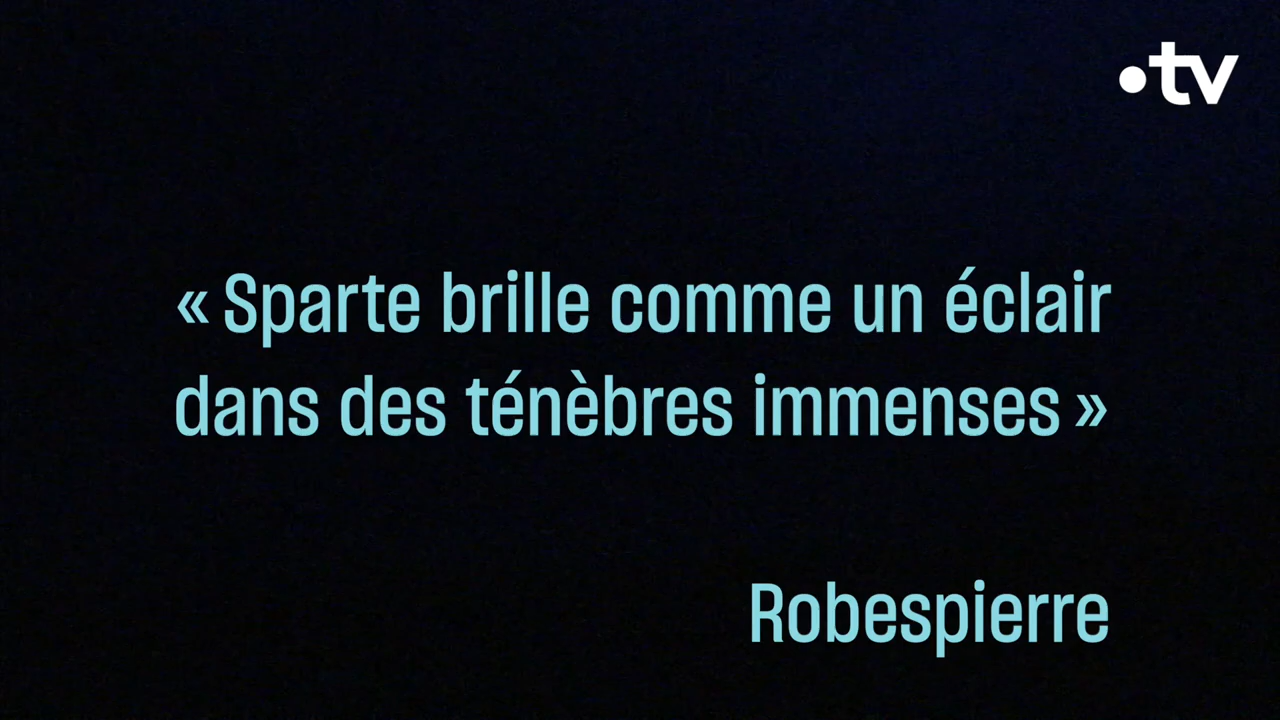 •tv
« Sparte brille comme un éclair
dans des ténèbres immenses »
Robespierre